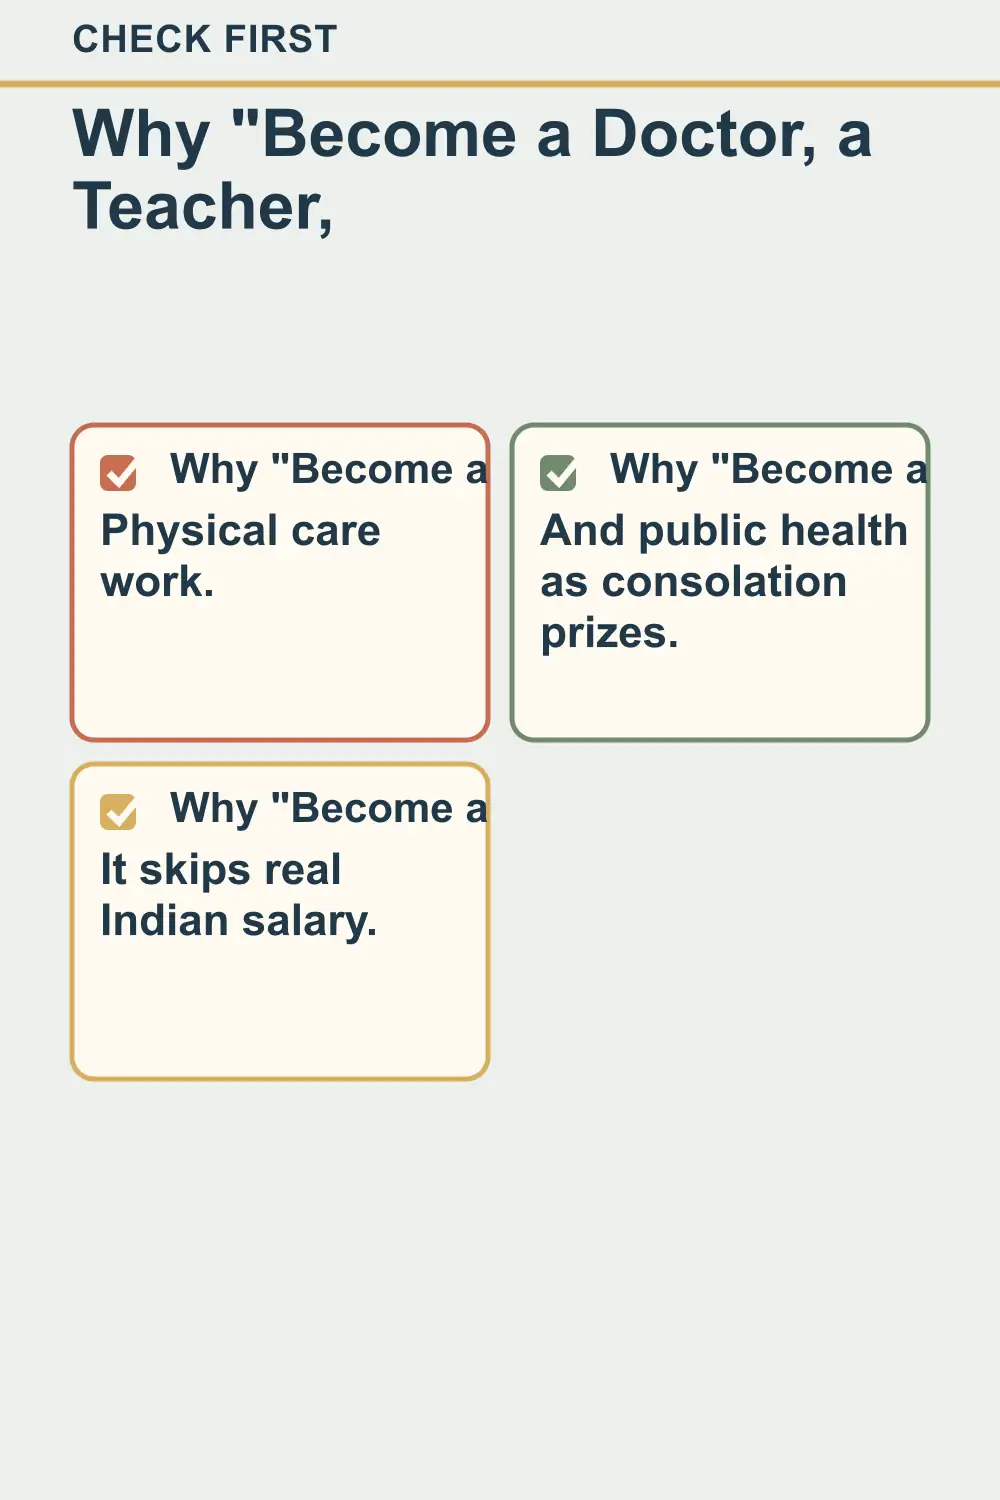 CHECK FIRST
Why "Become a Doctor, a
Teacher,
Why "Become a
Physical care
work.
Why "Become a
And public health
as consolation
prizes.
Why "Become a
It skips real
Indian salary.